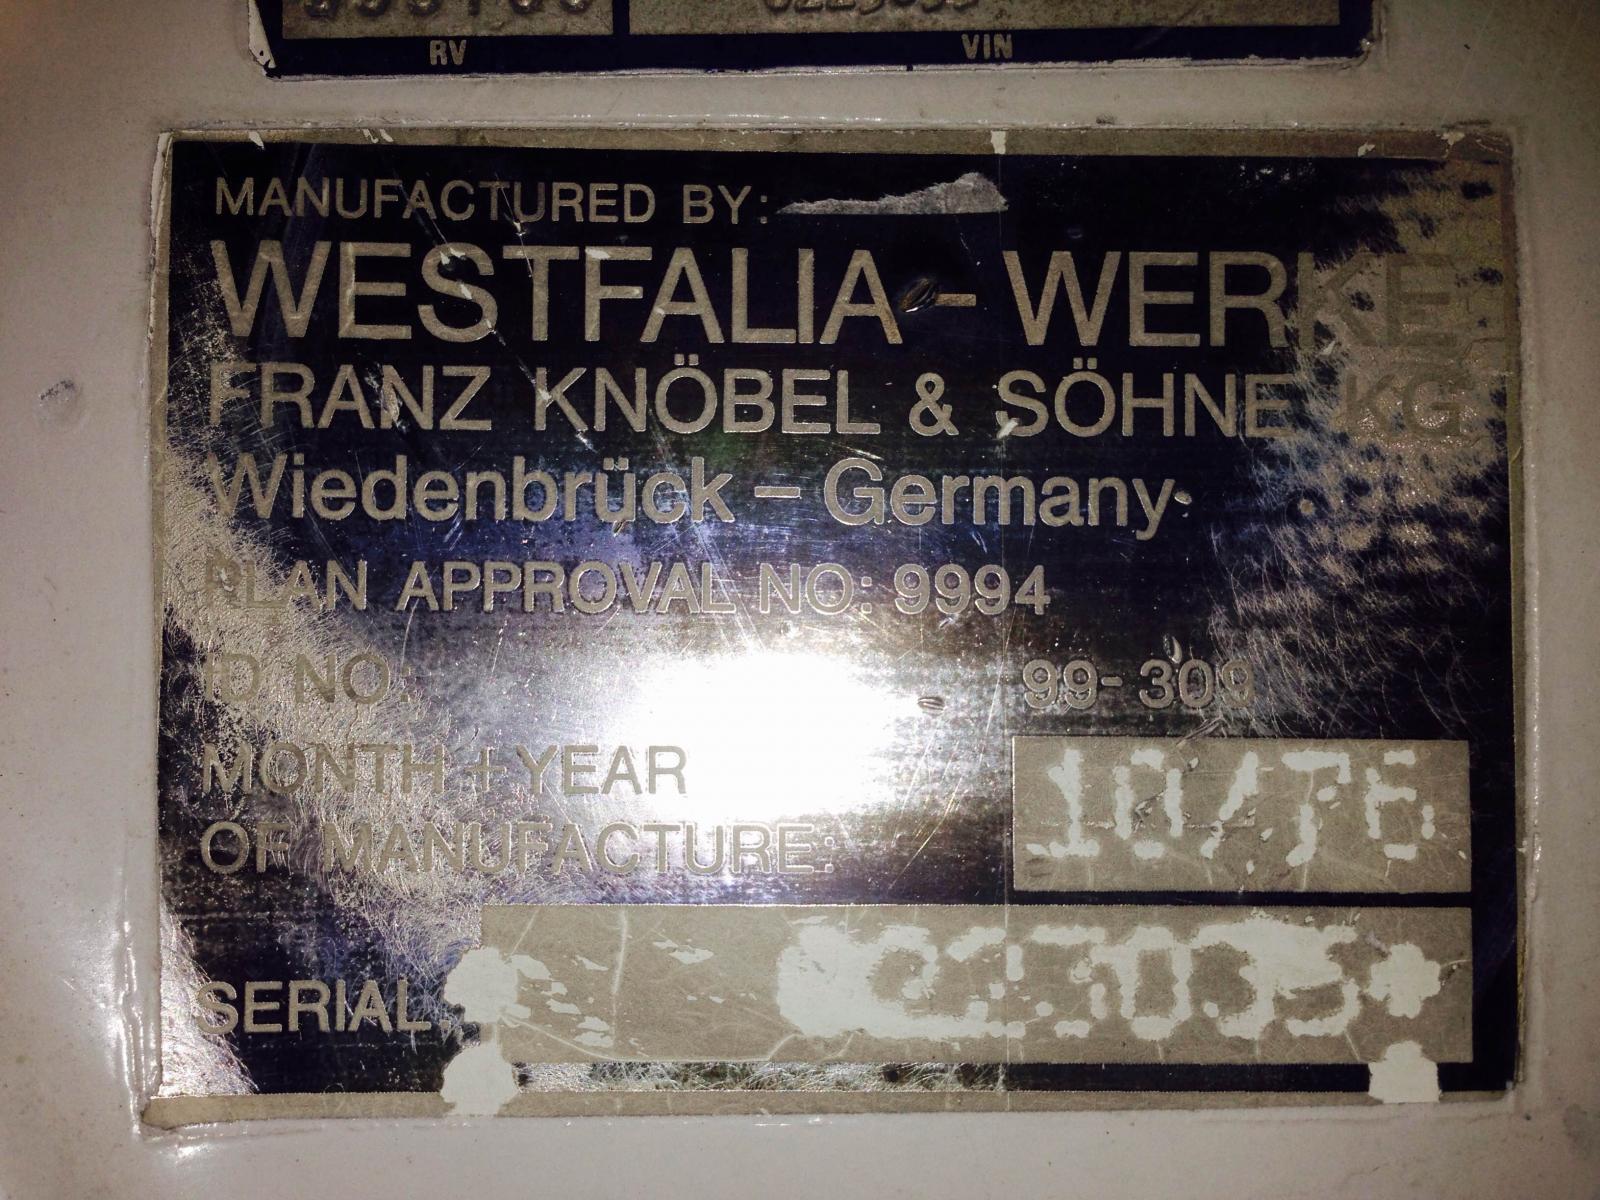 RV VIN
MANUFACTURED BY:
WESTFALIA - WERKE
FRANZ KNÖBEL & SÖHNE KG
Wiedenbrück - Germany
PLAN APPROVAL NO: 9994
ID NO: 99-309
MONTH + YEAR
OF MANUFACTURE: 10/76
SERIAL: